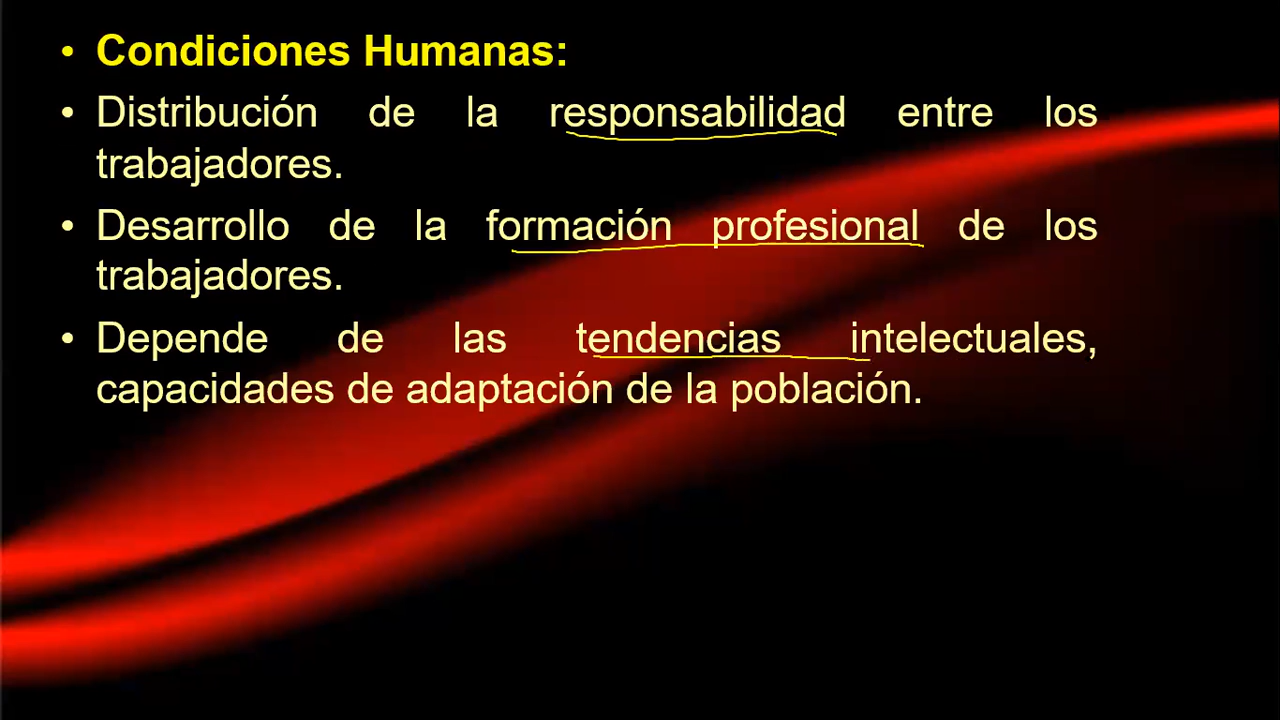 • Condiciones Humanas:
• Distribución de la responsabilidad entre los
trabajadores.
• Desarrollo de la formación profesional de los
trabajadores.
• Depende de las tendencias intelectuales,
capacidades de adaptación de la población.